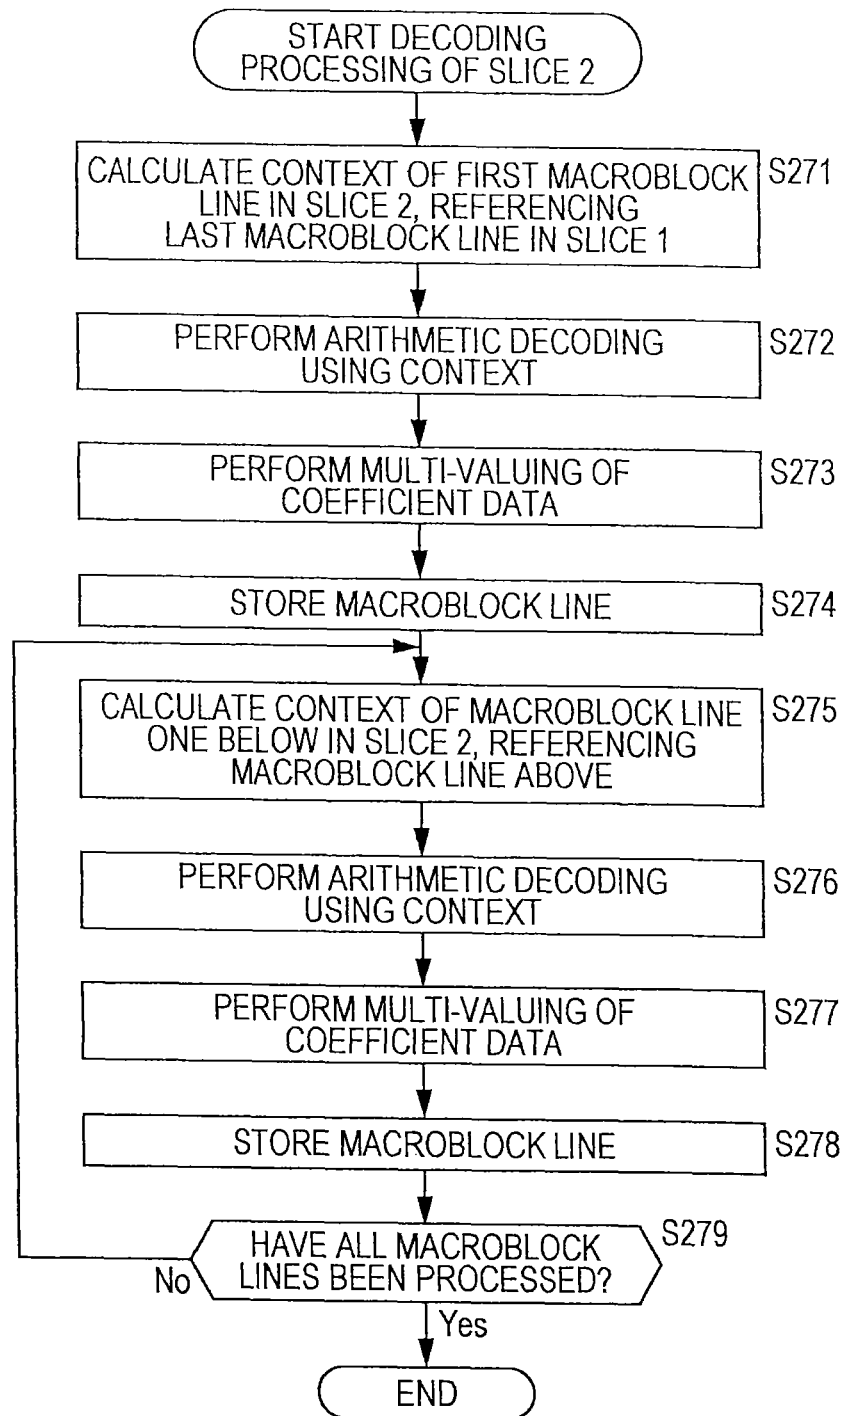 START DECODING
PROCESSING OF SLICE 2
CALCULATE CONTEXT OF FIRST MACROBLOCK
LINE IN SLICE 2, REFERENCING
LAST MACROBLOCK LINE IN SLICE 1
S271
PERFORM ARITHMETIC DECODING
USING CONTEXT
S272
PERFORM MULTI-VALUING OF
COEFFICIENT DATA
S273
STORE MACROBLOCK LINE
S274
CALCULATE CONTEXT OF MACROBLOCK LINE
ONE BELOW IN SLICE 2, REFERENCING
MACROBLOCK LINE ABOVE
S275
PERFORM ARITHMETIC DECODING
USING CONTEXT
S276
PERFORM MULTI-VALUING OF
COEFFICIENT DATA
S277
STORE MACROBLOCK LINE
S278
HAVE ALL MACROBLOCK
LINES BEEN PROCESSED?
S279
No
Yes
END